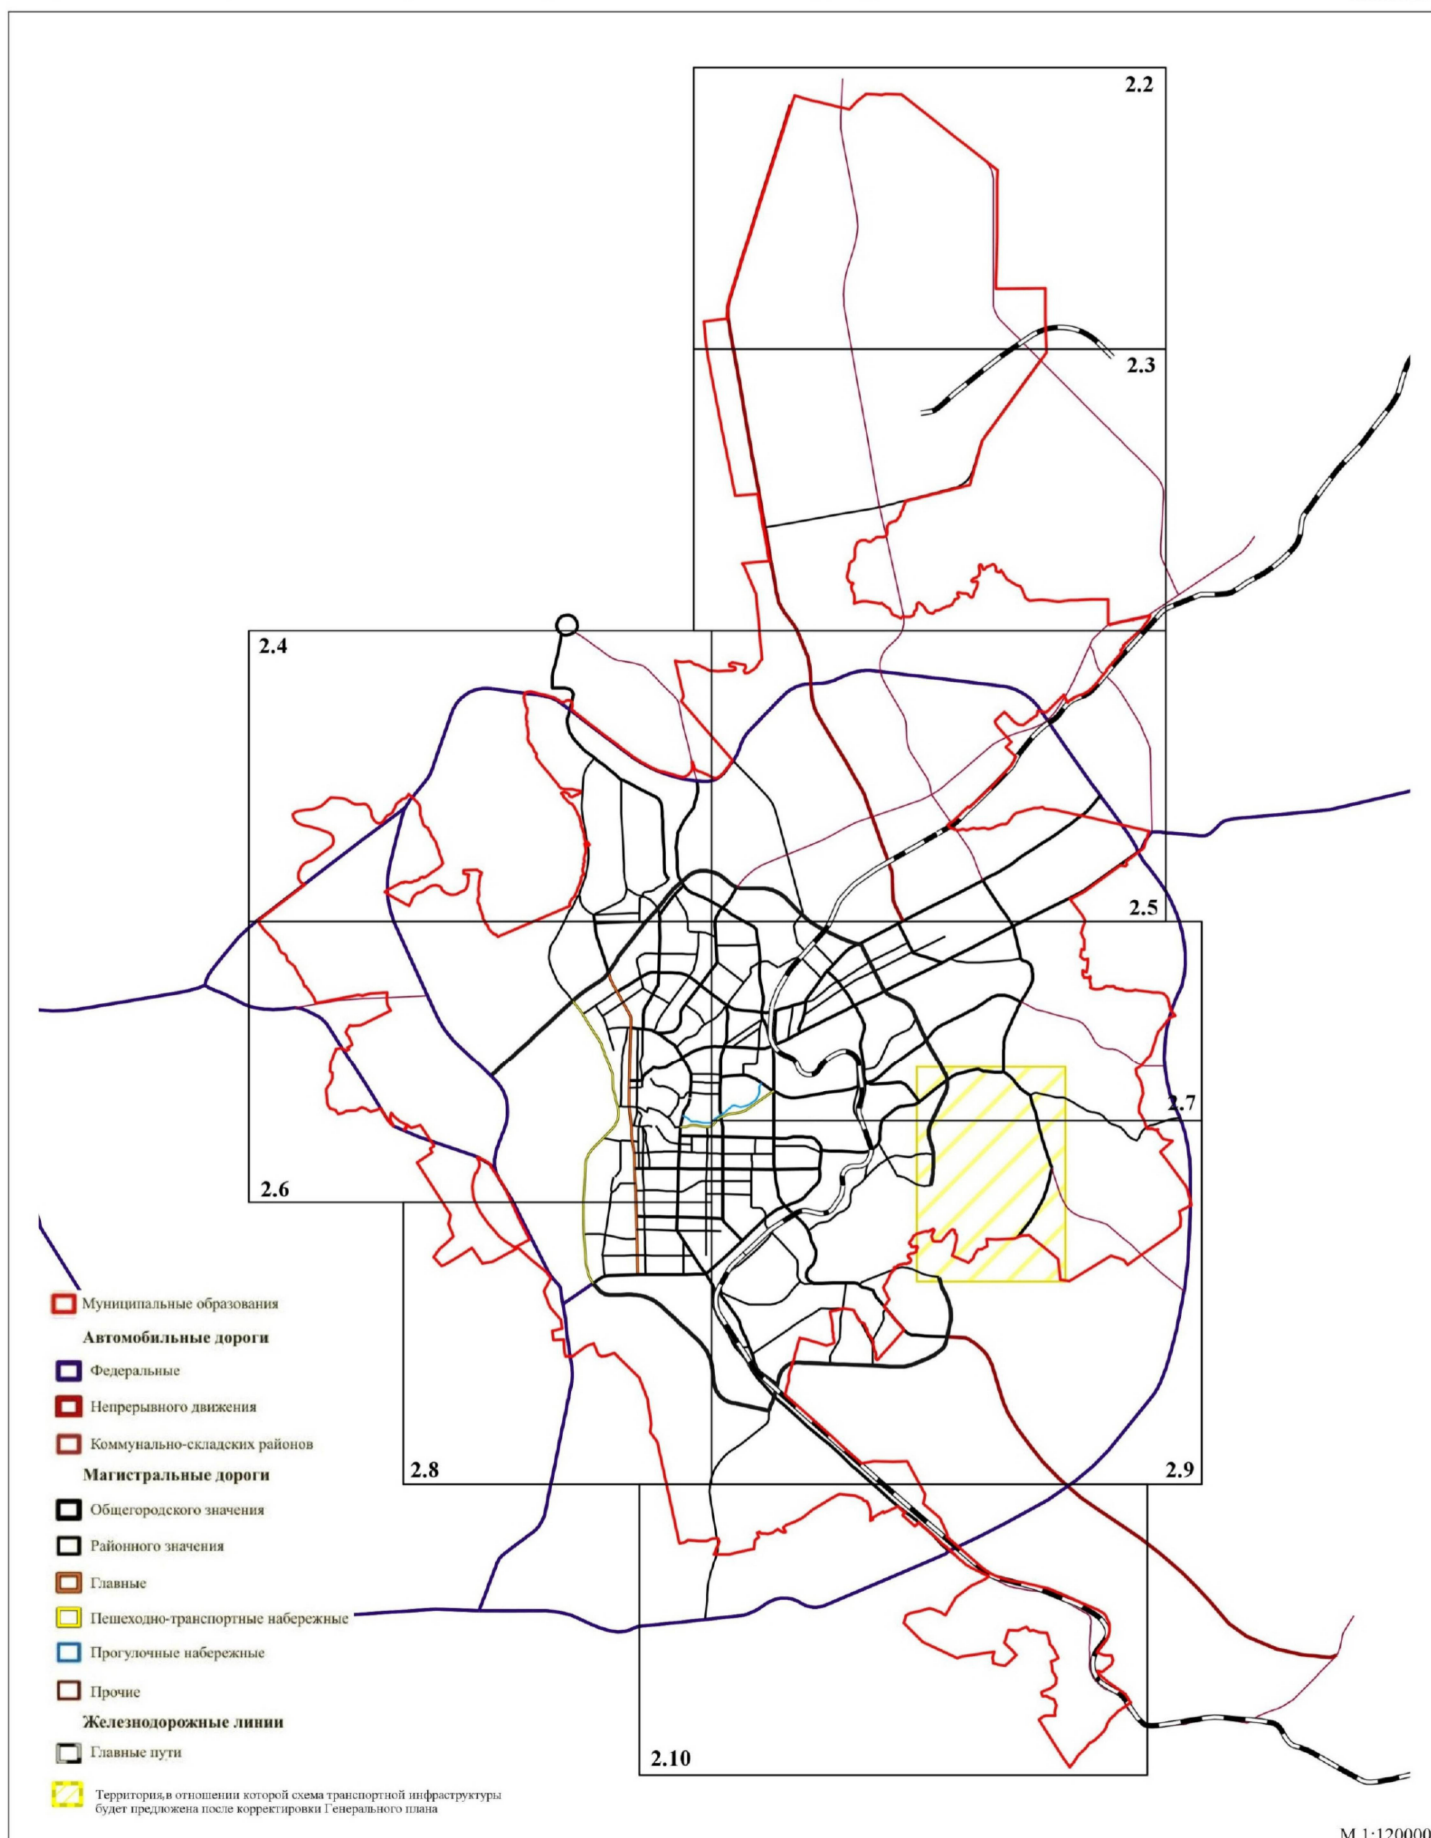 2.2
2.3
2.4
2.5
2.7
2.6
2.8
2.9
2.10
Муниципальные образования
Автомобильные дороги
Федеральные
Непрерывного движения
Коммунально-складских районов
Магистральные дороги
Общегородского значения
Районного значения
Главные
Пешеходно-транспортные набережные
Прогулочные набережные
Прочие
Железнодорожные линии
Главные пути
Территория,в отношении которой схема транспортной инфраструктуры
будет предложена после корректировки Генерального плана
М 1:120000